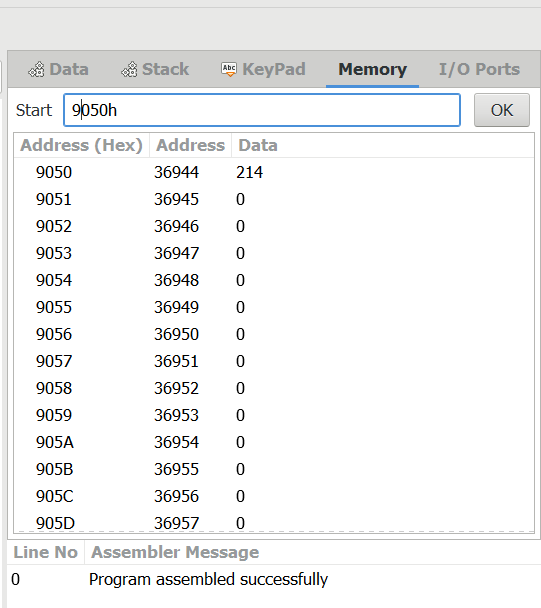 Data Stack Abc KeyPad Memory I/O Ports
Start 9050h OK
Address (Hex) Address Data
9050 36944 214
9051 36945 0
9052 36946 0
9053 36947 0
9054 36948 0
9055 36949 0
9056 36950 0
9057 36951 0
9058 36952 0
9059 36953 0
905A 36954 0
905B 36955 0
905C 36956 0
905D 36957 0
Line No Assembler Message
0 Program assembled successfully